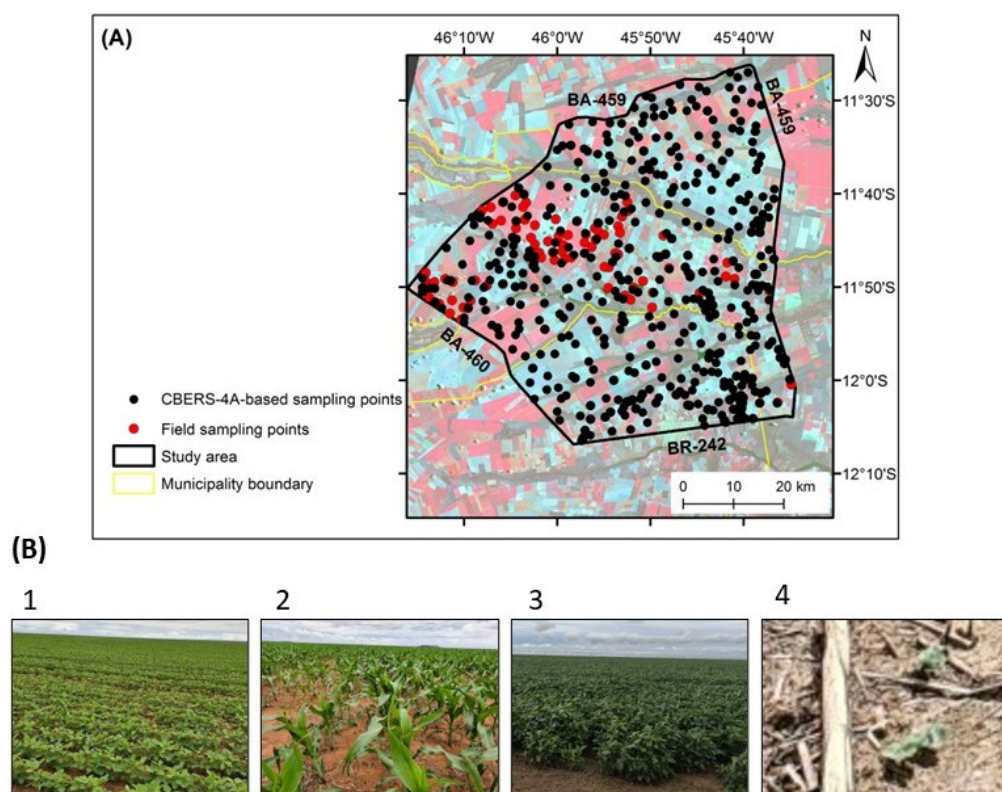 (A)
46°10'W 46°0'W 45°50'W 45°40'W
N
BA-459
BA-459
11°30'S
11°40'S
11°50'S
BA-460
12°0'S
CBERS-4A-based sampling points
Field sampling points
Study area
Municipality boundary
BR-242
12°10'S
0 10 20 km
(B)
1 2 3 4